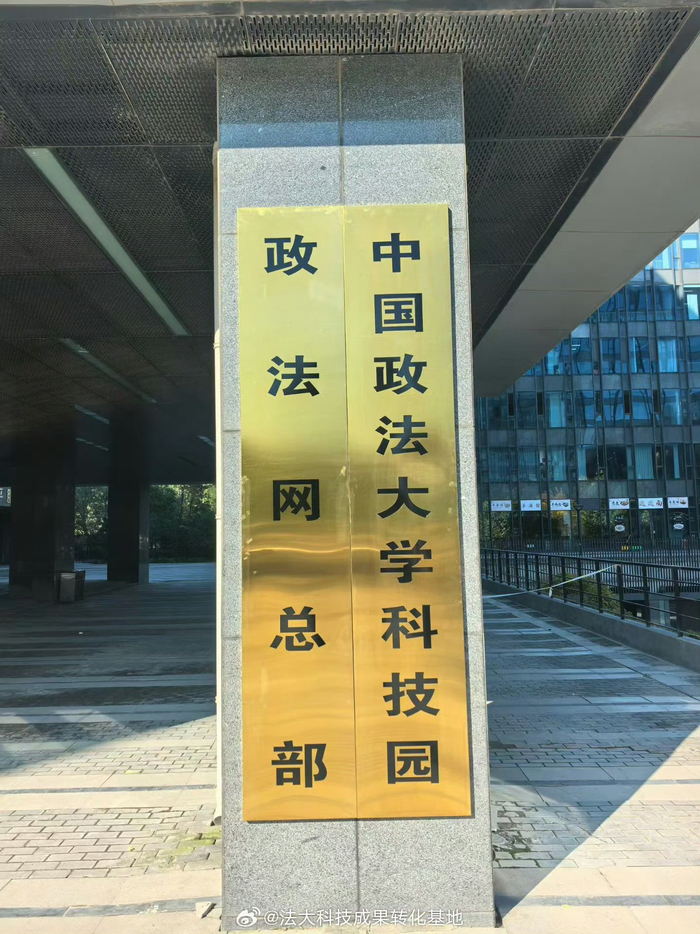 中国政法大学科技园
政法网总部
@法大科技成果转化基地